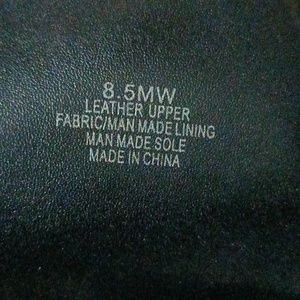 8.5MW
LEATHER UPPER
FABRIC/MAN MADE LINING
MAN MADE SOLE
MADE IN CHINA